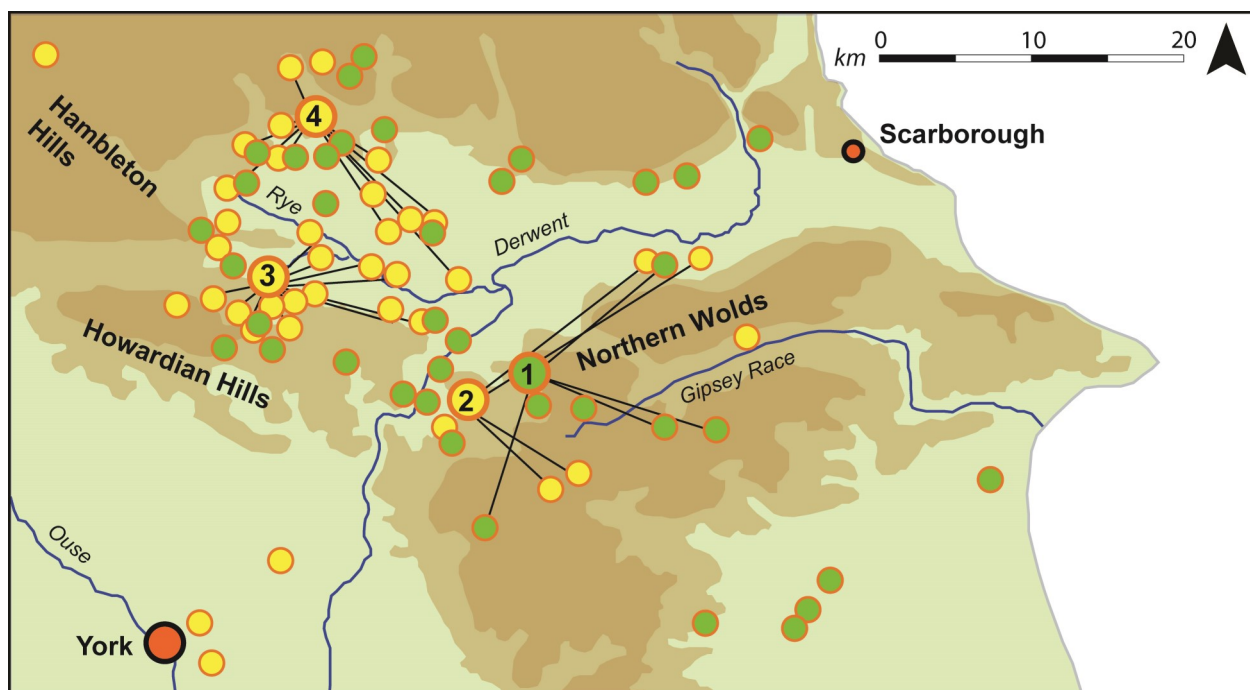 0 10 20
km
Scarborough
Hambleton
Hills
4
Rye
Derwent
3
Northern Wolds
Howardian Hills
1
Gipsey Race
2
Ouse
York